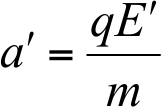 a′ = qE′/m